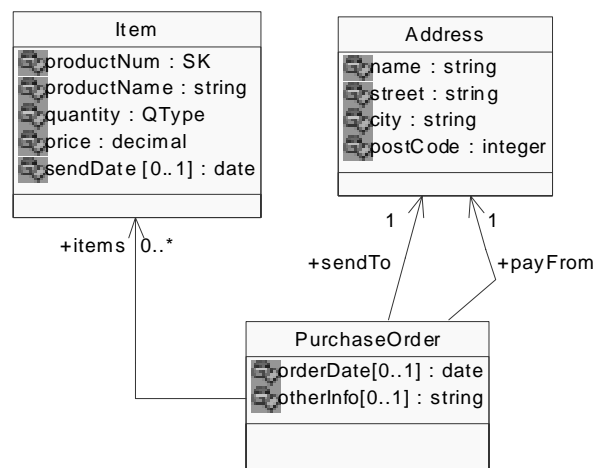 Item
productNum : SK
productName : string
quantity : QType
price : decimal
sendDate [0..1] : date
Address
name : string
street : string
city : string
postCode : integer
+items 0..*
1
1
+sendTo
+payFrom
PurchaseOrder
orderDate[0..1] : date
otherInfo[0..1] : string